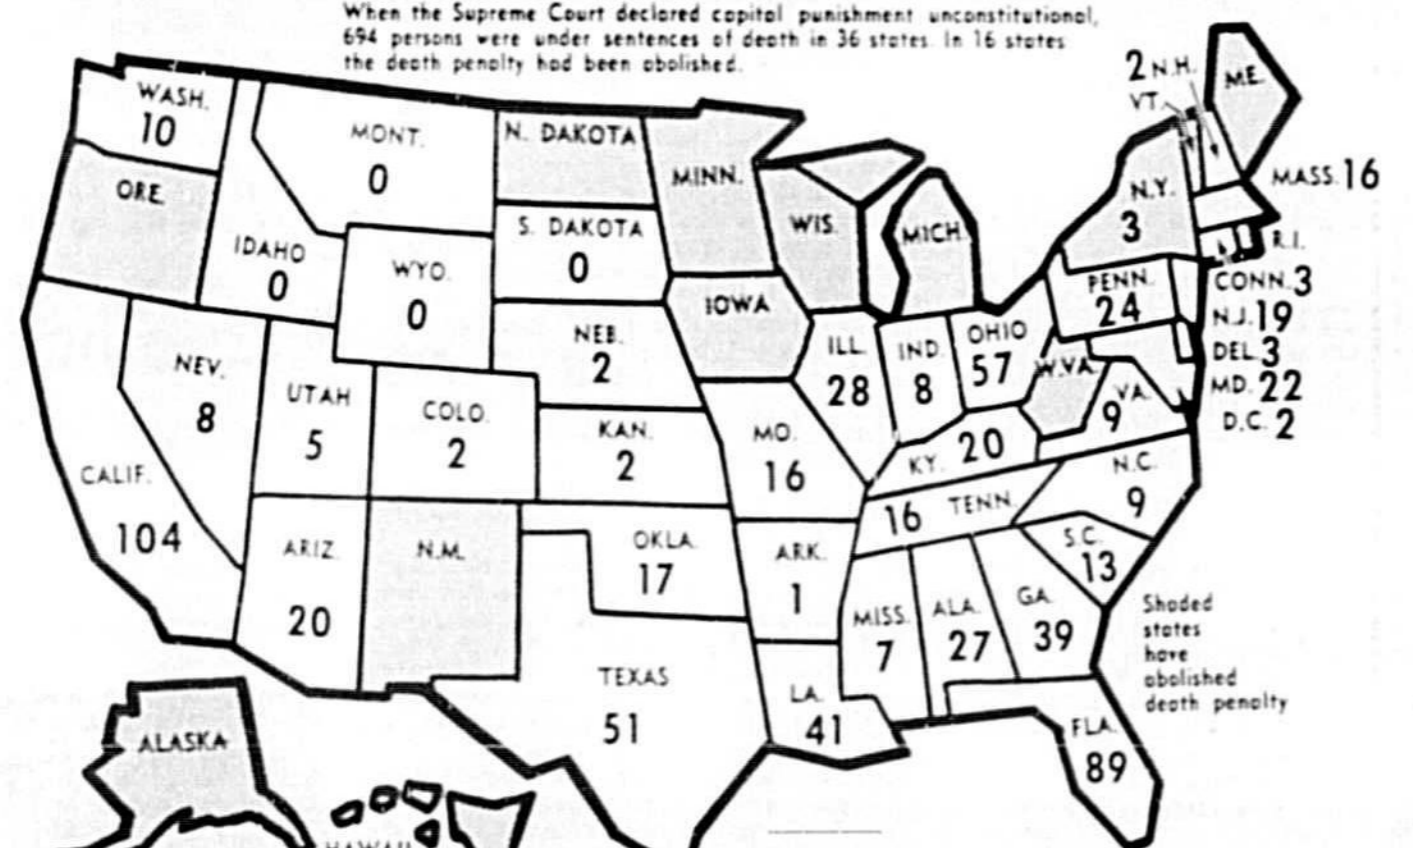 When the Supreme Court declared capital punishment unconstitutional,
694 persons were under sentences of death in 36 states. In 16 states
the death penalty had been abolished.
WASH.
10
MONT.
0
N. DAKOTA
MINN.
2 N.H.
VT.
ME.
ORE.
IDAHO
0
WYO.
0
S. DAKOTA
0
WIS.
MICH.
N.Y.
3
MASS. 16
R.I.
CONN. 3
N.J. 19
DEL. 3
MD. 22
D.C. 2
PENN.
24
IOWA
NEB.
2
ILL.
28
IND.
8
OHIO
57
W.VA.
VA.
9
NEV.
8
UTAH
5
COLO.
2
KAN.
2
MO.
16
KY. 20
CALIF.
104
ARIZ.
20
N.M.
OKLA.
17
ARK.
1
16 TENN.
N.C.
9
S.C.
13
MISS.
7
ALA.
27
GA.
39
TEXAS
51
LA.
41
FLA.
89
Shaded
states
have
abolished
death penalty
ALASKA
HAWAII